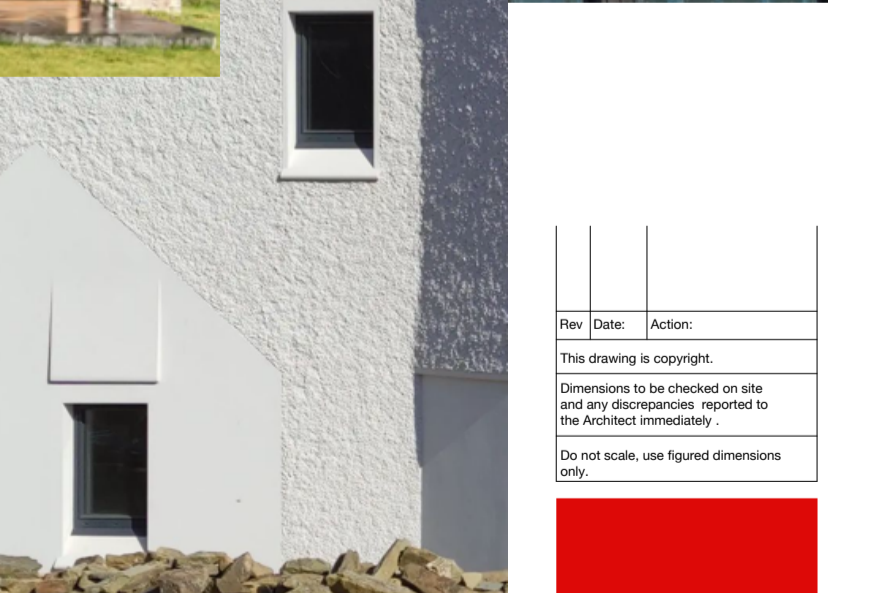 Rev Date: Action:
This drawing is copyright.
Dimensions to be checked on site
and any discrepancies  reported to
the Architect immediately .
Do not scale, use figured dimensions
only.